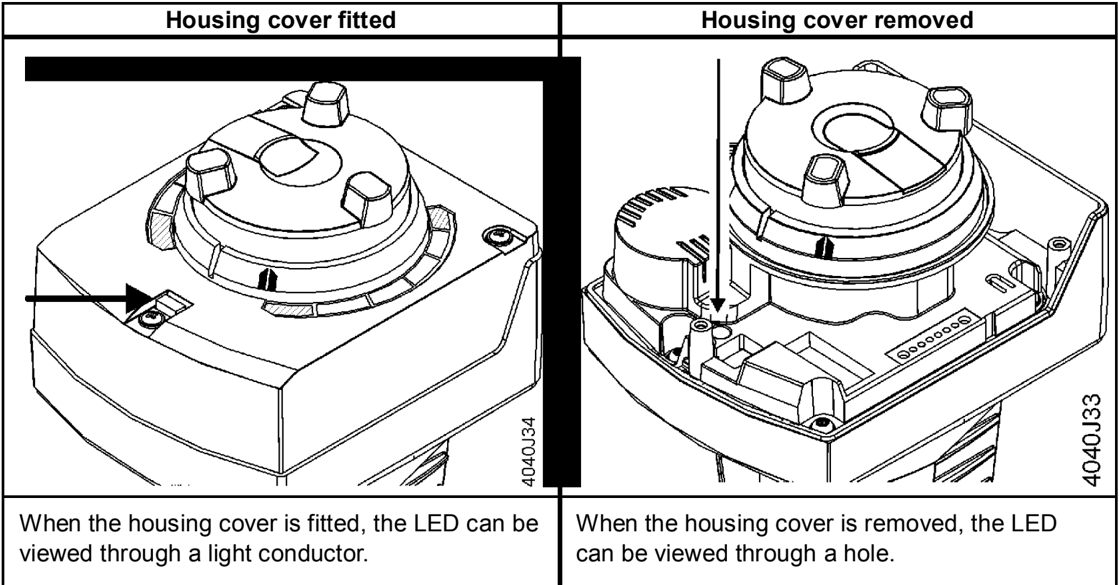 Housing cover fitted
Housing cover removed
4040J34
4040J33
When the housing cover is fitted, the LED can be
viewed through a light conductor.
When the housing cover is removed, the LED
can be viewed through a hole.